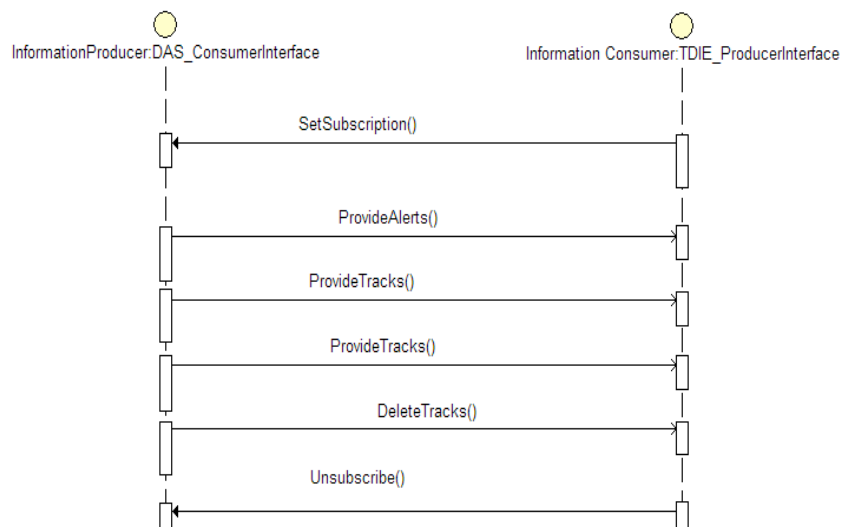 InformationProducer:DAS_ConsumerInterface
Information Consumer:TDIE_ProducerInterface
SetSubscription()
ProvideAlerts()
ProvideTracks()
ProvideTracks()
DeleteTracks()
Unsubscribe()